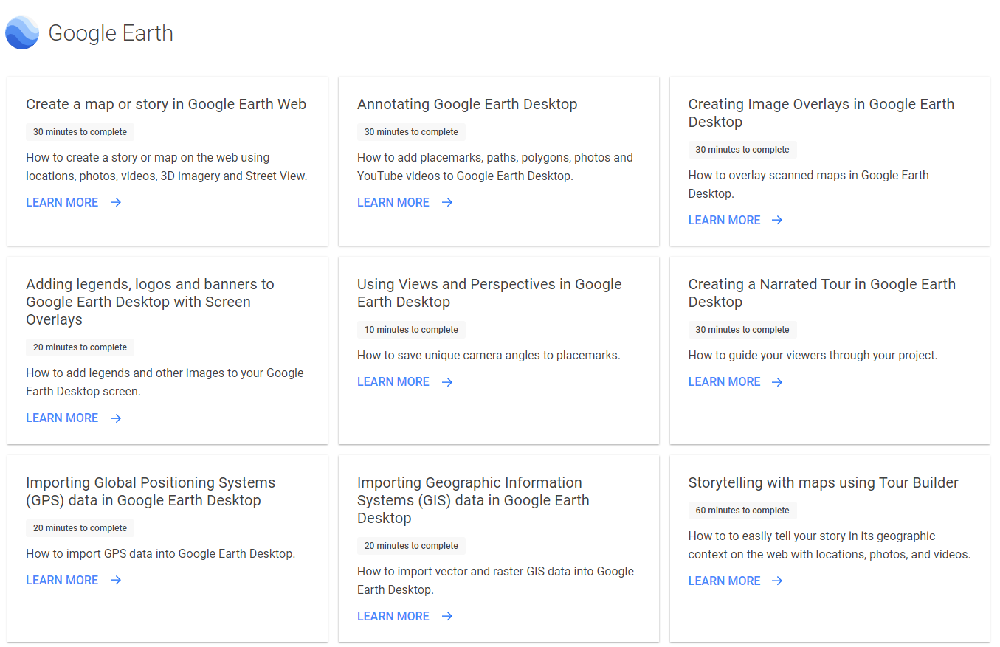 Google Earth
Create a map or story in Google Earth Web
30 minutes to complete
How to create a story or map on the web using
locations, photos, videos, 3D imagery and Street View.
LEARN MORE
Annotating Google Earth Desktop
30 minutes to complete
How to add placemarks, paths, polygons, photos and
YouTube videos to Google Earth Desktop.
LEARN MORE
Creating Image Overlays in Google Earth
Desktop
30 minutes to complete
How to overlay scanned maps in Google Earth
Desktop.
LEARN MORE
Adding legends, logos and banners to
Google Earth Desktop with Screen
Overlays
20 minutes to complete
How to add legends and other images to your Google
Earth Desktop screen.
LEARN MORE
Using Views and Perspectives in Google
Earth Desktop
10 minutes to complete
How to save unique camera angles to placemarks.
LEARN MORE
Creating a Narrated Tour in Google Earth
Desktop
30 minutes to complete
How to guide your viewers through your project.
LEARN MORE
Importing Global Positioning Systems
(GPS) data in Google Earth Desktop
20 minutes to complete
How to import GPS data into Google Earth Desktop.
LEARN MORE
Importing Geographic Information
Systems (GIS) data in Google Earth
Desktop
20 minutes to complete
How to import vector and raster GIS data into Google
Earth Desktop.
LEARN MORE
Storytelling with maps using Tour Builder
60 minutes to complete
How to to easily tell your story in its geographic
context on the web with locations, photos, and videos.
LEARN MORE